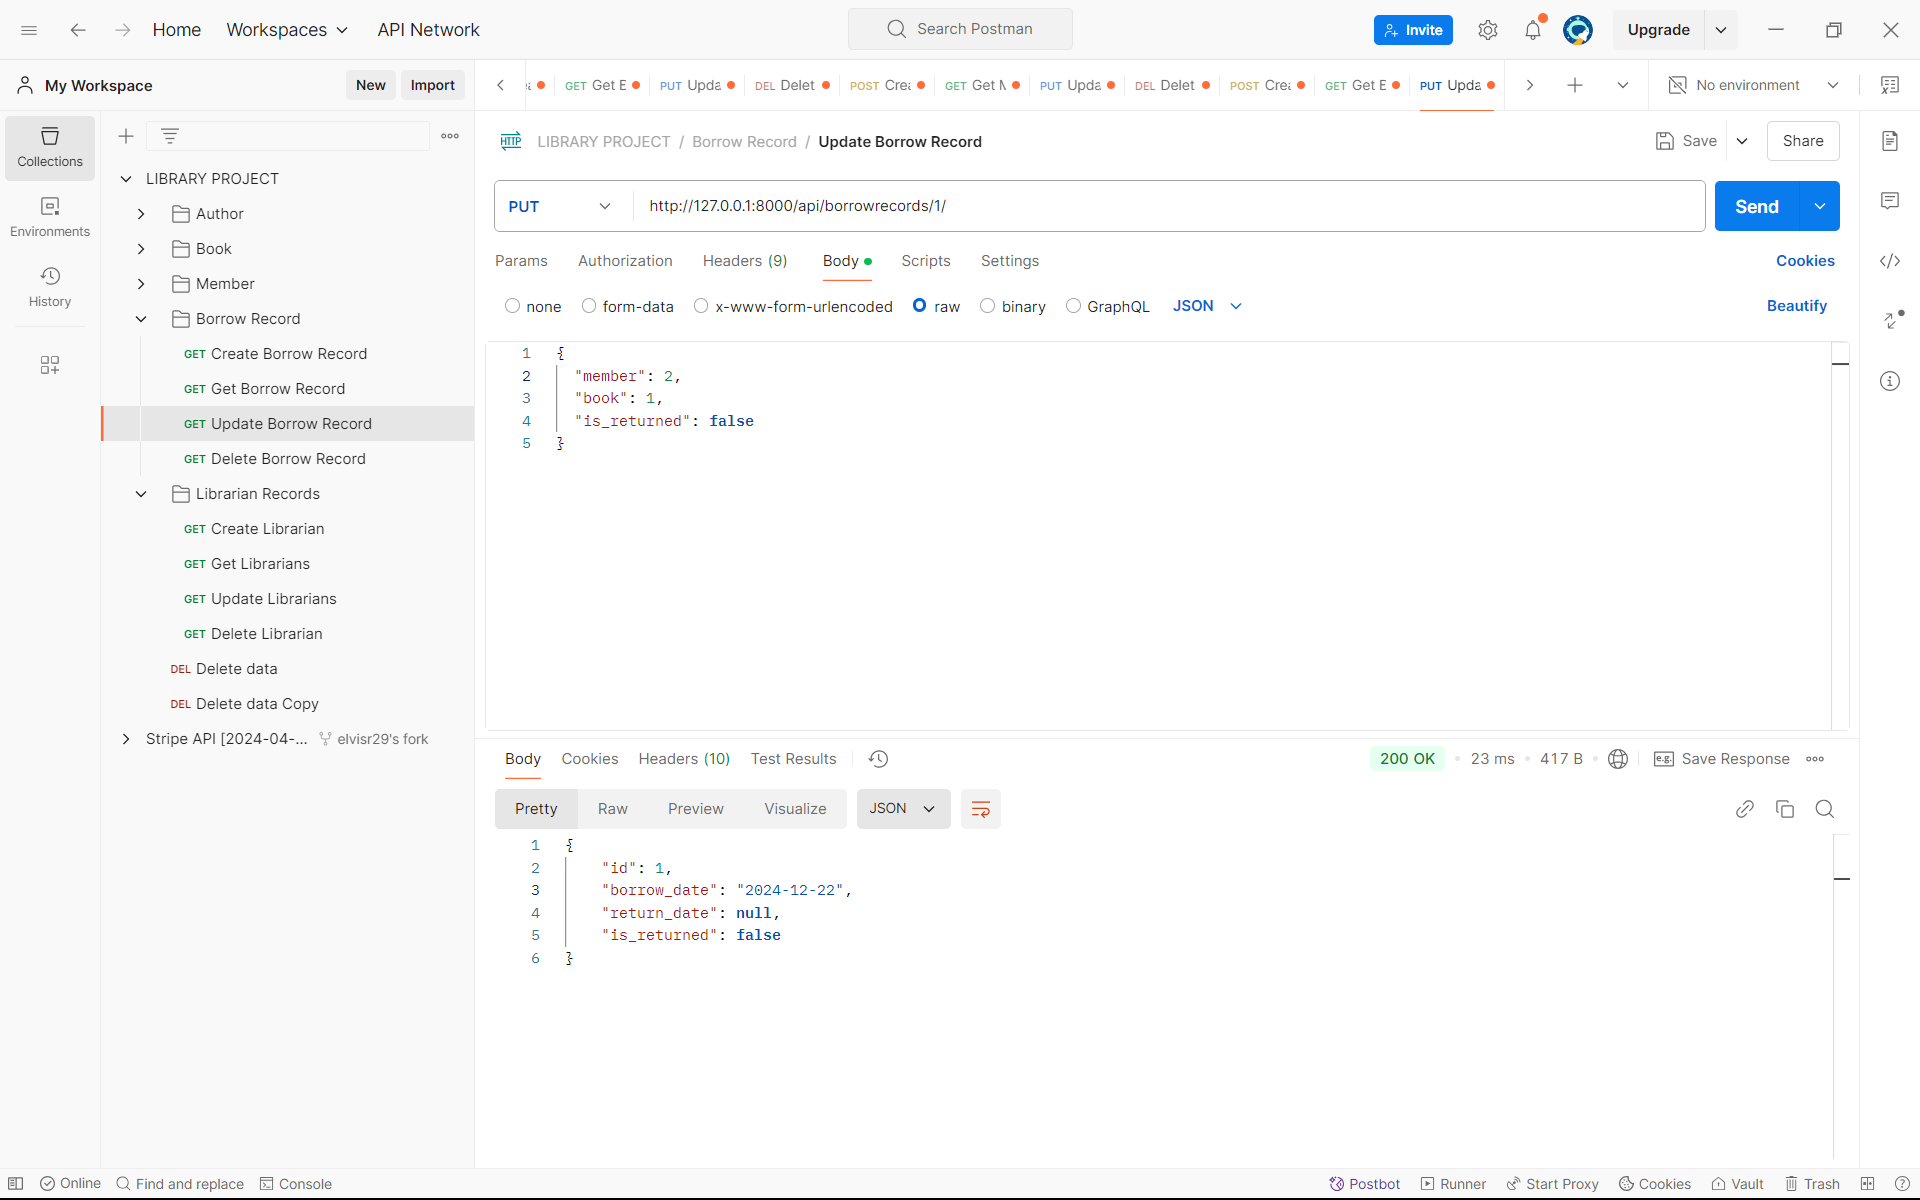 Home Workspaces API Network Search Postman Invite Upgrade
My Workspace New Import GET Get E PUT Upda DEL Delet POST Cre GET Get M PUT Upda DEL Delet POST Cre GET Get E PUT Upda No environment
Collections
Environments
History
LIBRARY PROJECT
Author
Book
Member
Borrow Record
GET Create Borrow Record
GET Get Borrow Record
GET Update Borrow Record
GET Delete Borrow Record
Librarian Records
GET Create Librarian
GET Get Librarians
GET Update Librarians
GET Delete Librarian
DEL Delete data
DEL Delete data Copy
Stripe API [2024-04-... elvisr29's fork
HTTP LIBRARY PROJECT / Borrow Record / Update Borrow Record Save Share
PUT http://127.0.0.1:8000/api/borrowrecords/1/ Send
Params Authorization Headers (9) Body Scripts Settings Cookies
none form-data x-www-form-urlencoded raw binary GraphQL JSON Beautify
1 {
2 "member": 2,
3 "book": 1,
4 "is_returned": false
5 }
Body Cookies Headers (10) Test Results 200 OK 23 ms 417 B e.g. Save Response
Pretty Raw Preview Visualize JSON
1 {
2 "id": 1,
3 "borrow_date": "2024-12-22",
4 "return_date": null,
5 "is_returned": false
6 }
Online Find and replace Console Postbot Runner Start Proxy Cookies Vault Trash